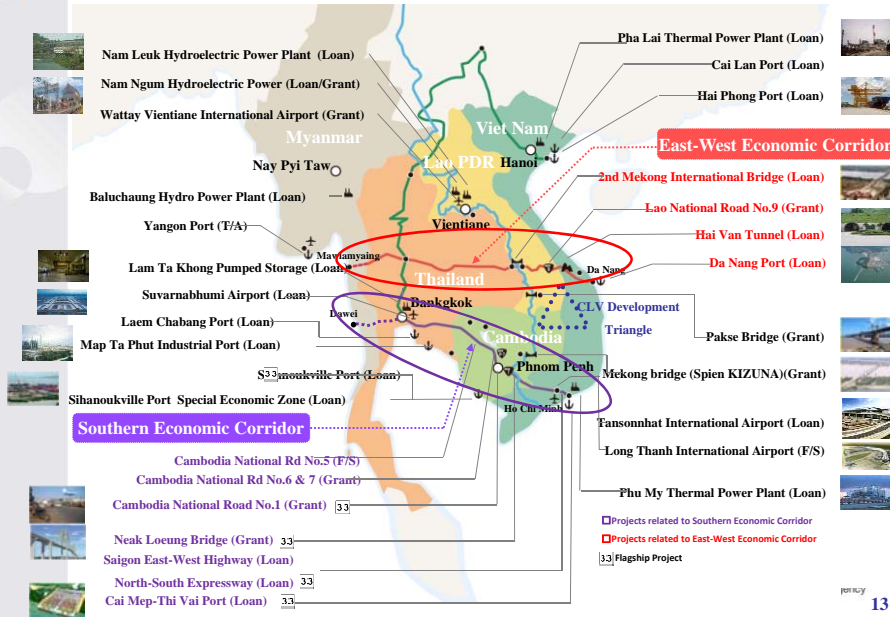 Nam Leuk Hydroelectric Power Plant (Loan)
Nam Ngum Hydroelectric Power (Loan/Grant)
Wattay Vientiane International Airport (Grant)
Myanmar
Nay Pyi Taw
Baluchaung Hydro Power Plant (Loan)
Yangon Port (T/A)
Mawlamyaing
Lam Ta Khong Pumped Storage (Loan)
Suvarnabhumi Airport (Loan)
Dawei
Laem Chabang Port (Loan)
Map Ta Phut Industrial Port (Loan)
33
Sihanoukville Port (Loan)
Sihanoukville Port Special Economic Zone (Loan)
Southern Economic Corridor
Cambodia National Rd No.5 (F/S)
Cambodia National Rd No.6 & 7 (Grant)
Cambodia National Road No.1 (Grant) 33
Neak Loeung Bridge (Grant) 33
Saigon East-West Highway (Loan)
North-South Expressway (Loan) 33
Cai Mep-Thi Vai Port (Loan) 33
Viet Nam
Lao PDR
Hanoi
Vientiane
Thailand
Bankgkok
Cambodia
Phnom Penh
Ho Chi Minh
Da Nang
CLV Development
Triangle
Pha Lai Thermal Power Plant (Loan)
Cai Lan Port (Loan)
Hai Phong Port (Loan)
East-West Economic Corridor
2nd Mekong International Bridge (Loan)
Lao National Road No.9 (Grant)
Hai Van Tunnel (Loan)
Da Nang Port (Loan)
Pakse Bridge (Grant)
Mekong bridge (Spien KIZUNA)(Grant)
Tansonnhat International Airport (Loan)
Long Thanh International Airport (F/S)
Phu My Thermal Power Plant (Loan)
Projects related to Southern Economic Corridor
Projects related to East-West Economic Corridor
33 Flagship Project
13